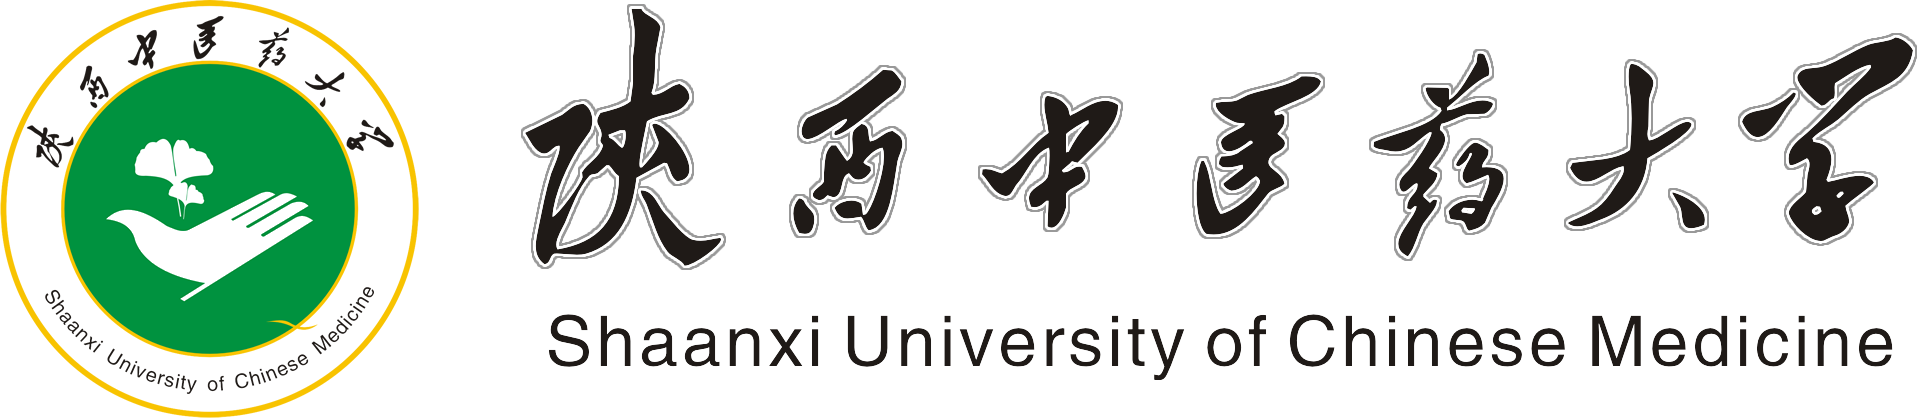 陕西中医药大学
Shaanxi University of Chinese Medicine
陕西中医药大学
Shaanxi University of Chinese Medicine